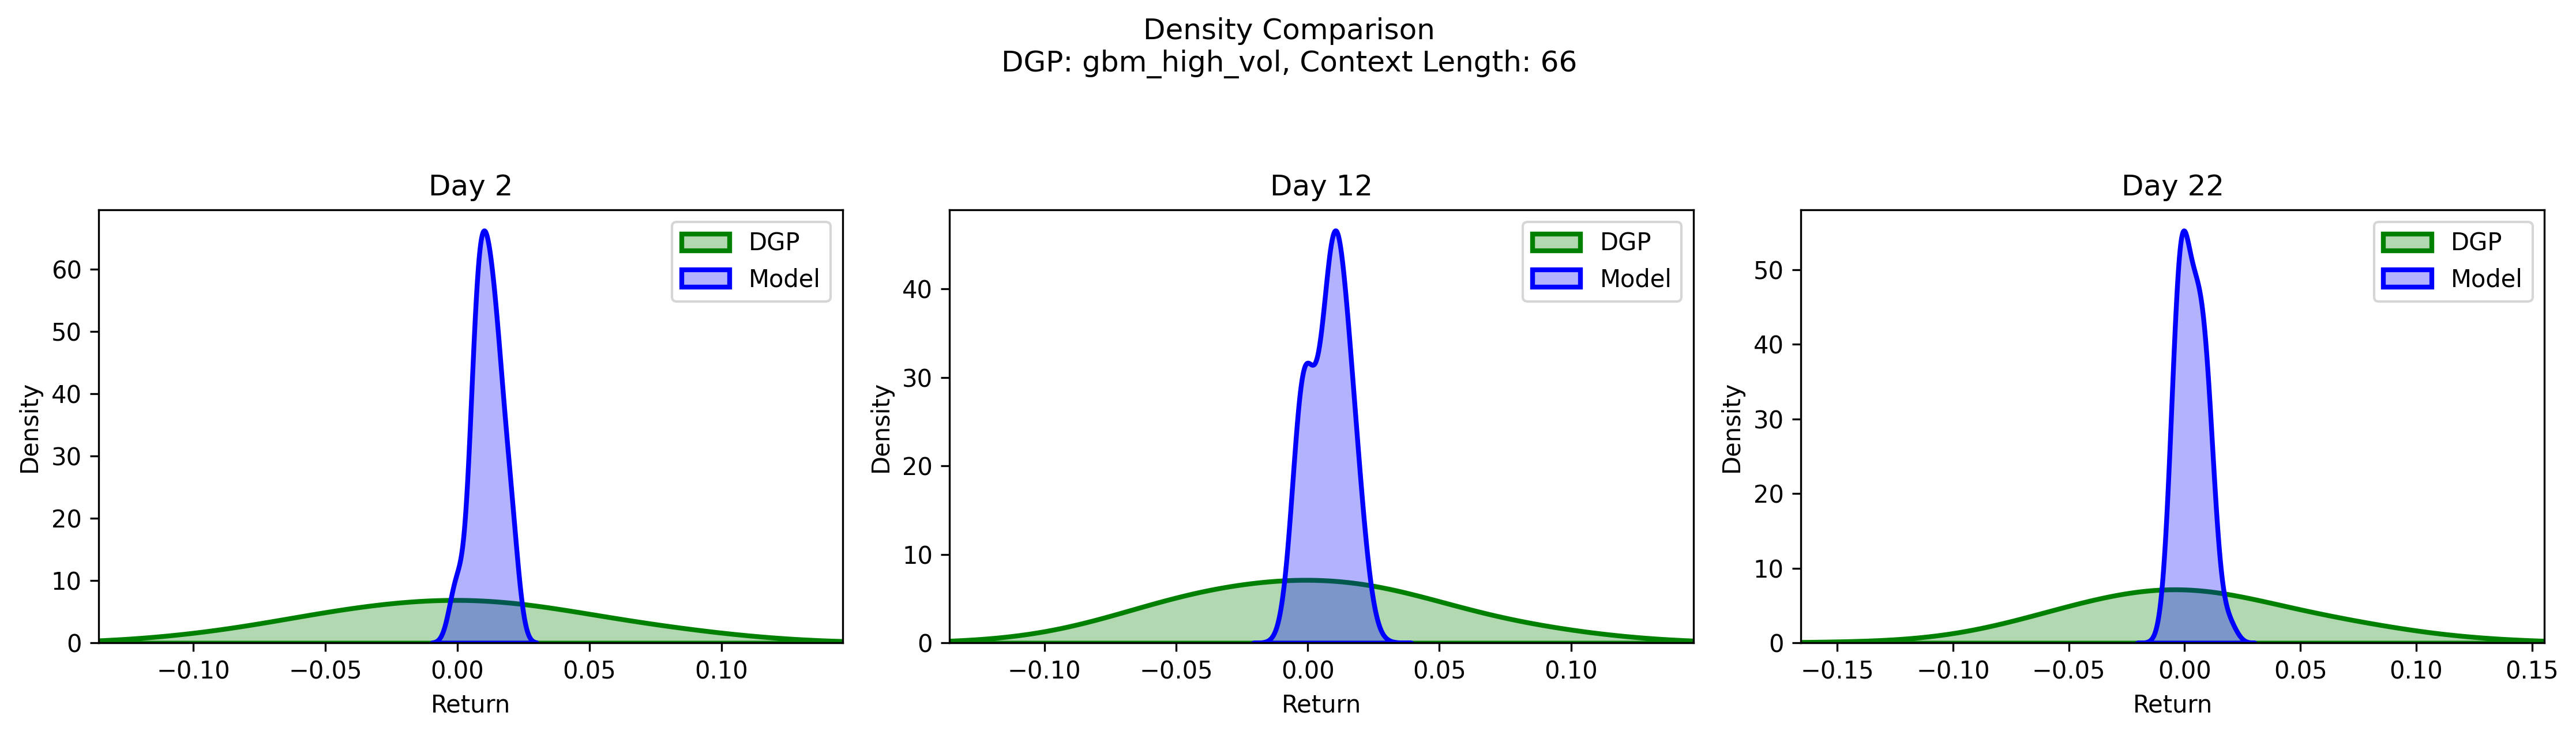 Density Comparison
DGP: gbm_high_vol, Context Length: 66
Day 2
Density
60
50
40
30
20
10
0
−0.10
−0.05
0.00
0.05
0.10
Return
DGP
Model
Day 12
Density
40
30
20
10
0
−0.10
−0.05
0.00
0.05
0.10
Return
DGP
Model
Day 22
Density
50
40
30
20
10
0
−0.15
−0.10
−0.05
0.00
0.05
0.10
0.15
Return
DGP
Model